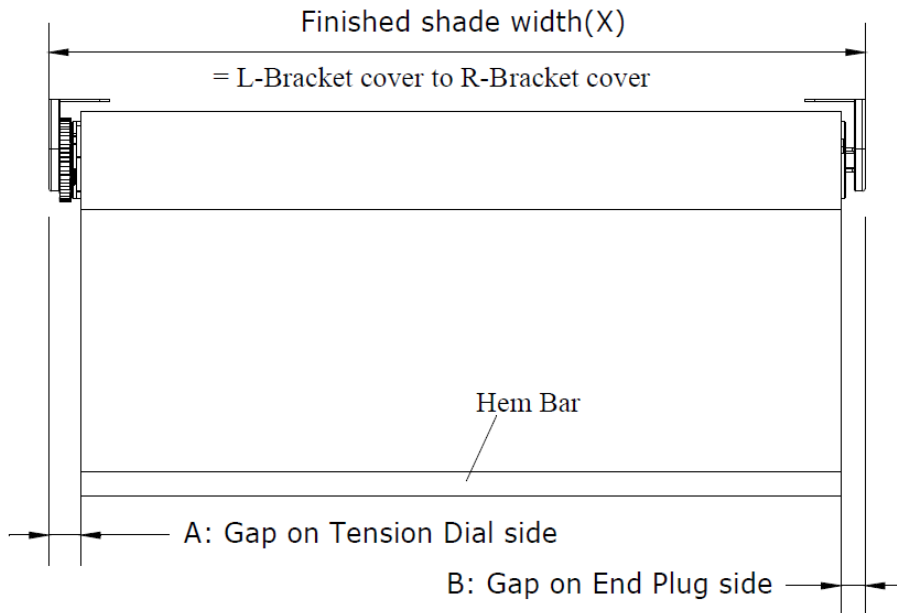 Finished shade width(X)
= L-Bracket cover to R-Bracket cover
Hem Bar
A: Gap on Tension Dial side
B: Gap on End Plug side